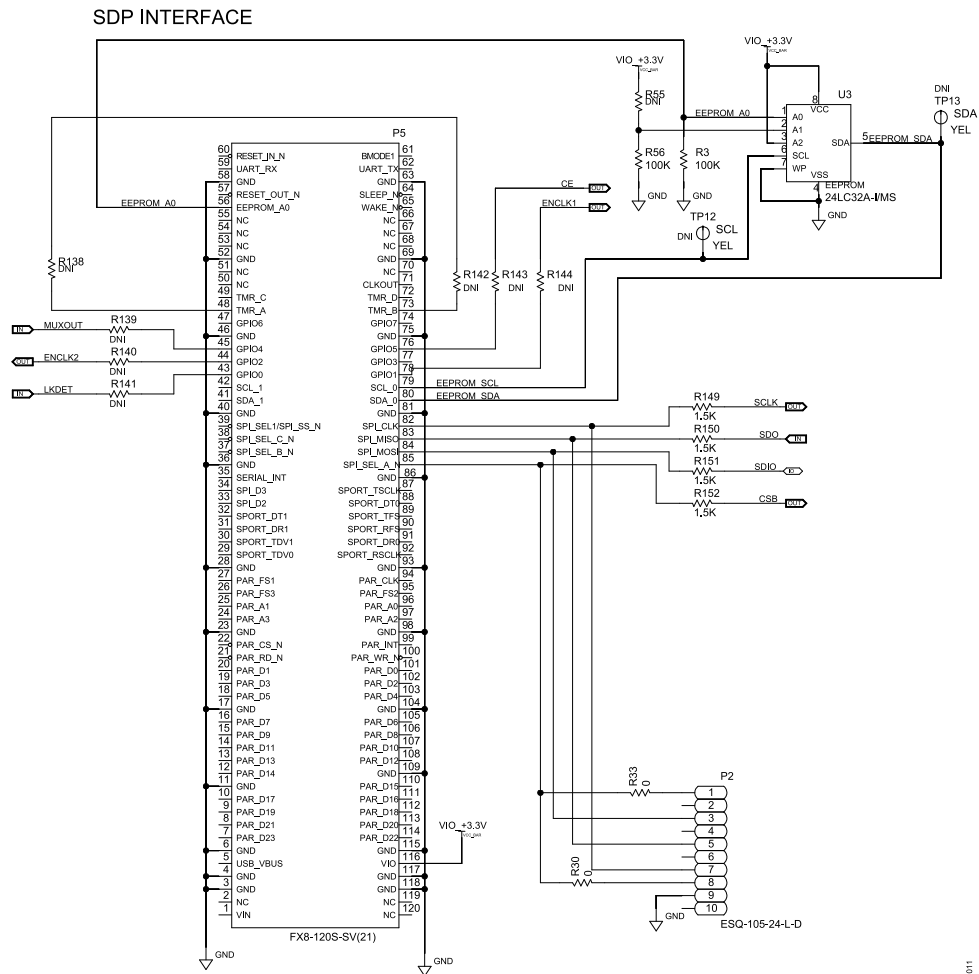 SDP INTERFACE
VIO_+3.3V
VCC_BAR
R55
DNI
EEPROM_A0
R56
100K
R3
100K
GND
GND
VIO_+3.3V
VCC_BAR
U3
8
VCC
1 A0
2 A1
3 A2
SDA 5
6 SCL
7 WP
VSS
4
EEPROM
24LC32A-I/MS
GND
EEPROM_SDA
DNI
TP13
SDA
YEL
TP12
DNI
SCL
YEL
CE
OUT
ENCLK1
OUT
R138
DNI
R142
DNI
R143
DNI
R144
DNI
EEPROM_A0
IN
MUXOUT
R139
DNI
OUT
ENCLK2
R140
DNI
IN
LKDET
R141
DNI
P5
60 RESET_IN_N BMODE1 61
59 UART_RX UART_TX 62
58 GND GND 63
57 RESET_OUT_N SLEEP_N 64
56 EEPROM_A0 WAKE_N 65
55 NC NC 66
54 NC NC 67
53 NC NC 68
52 GND GND 69
51 NC NC 70
50 NC CLKOUT 71
49 TMR_C TMR_D 72
48 TMR_A TMR_B 73
47 GPIO6 GPIO7 74
46 GND GND 75
45 GPIO4 GPIO5 76
44 GPIO2 GPIO3 77
43 GPIO0 GPIO1 78
42 SCL_1 SCL_0 79
41 SDA_1 SDA_0 80
40 GND GND 81
39 SPI_SEL1/SPI_SS_N SPI_CLK 82
38 SPI_SEL_C_N SPI_MISO 83
37 SPI_SEL_B_N SPI_MOSI 84
36 GND SPI_SEL_A_N 85
35 SERIAL_INT GND 86
34 SPI_D3 SPORT_TSCLK 87
33 SPI_D2 SPORT_DT0 88
32 SPORT_DT1 SPORT_TFS 89
31 SPORT_DR1 SPORT_RFS 90
30 SPORT_TDV1 SPORT_DR0 91
29 SPORT_TDV0 SPORT_RSCLK 92
28 GND GND 93
27 PAR_FS1 PAR_CLK 94
26 PAR_FS3 PAR_FS2 95
25 PAR_A1 PAR_A0 96
24 PAR_A3 PAR_A2 97
23 GND GND 98
22 PAR_CS_N PAR_INT 99
21 PAR_RD_N PAR_WR_N 100
20 PAR_D1 PAR_D0 101
19 PAR_D3 PAR_D2 102
18 PAR_D5 PAR_D4 103
17 GND GND 104
16 PAR_D7 PAR_D6 105
15 PAR_D9 PAR_D8 106
14 PAR_D11 PAR_D10 107
13 PAR_D13 PAR_D12 108
12 PAR_D14 GND 109
11 GND PAR_D15 110
10 PAR_D17 PAR_D16 111
9 PAR_D19 PAR_D18 112
8 PAR_D21 PAR_D20 113
7 PAR_D23 PAR_D22 114
6 GND GND 115
5 USB_VBUS VIO 116
4 GND GND 117
3 GND GND 118
2 NC NC 119
1 VIN NC 120
FX8-120S-SV(21)
GND
GND
EEPROM_SCL
EEPROM_SDA
R149
1.5K
SCLK
OUT
R150
1.5K
SDO
IN
R151
1.5K
SDIO
IO
R152
1.5K
CSB
OUT
VIO_+3.3V
VCC_BAR
R33
0
R30
0
P2
1
2
3
4
5
6
7
8
9
10
GND
ESQ-105-24-L-D
011